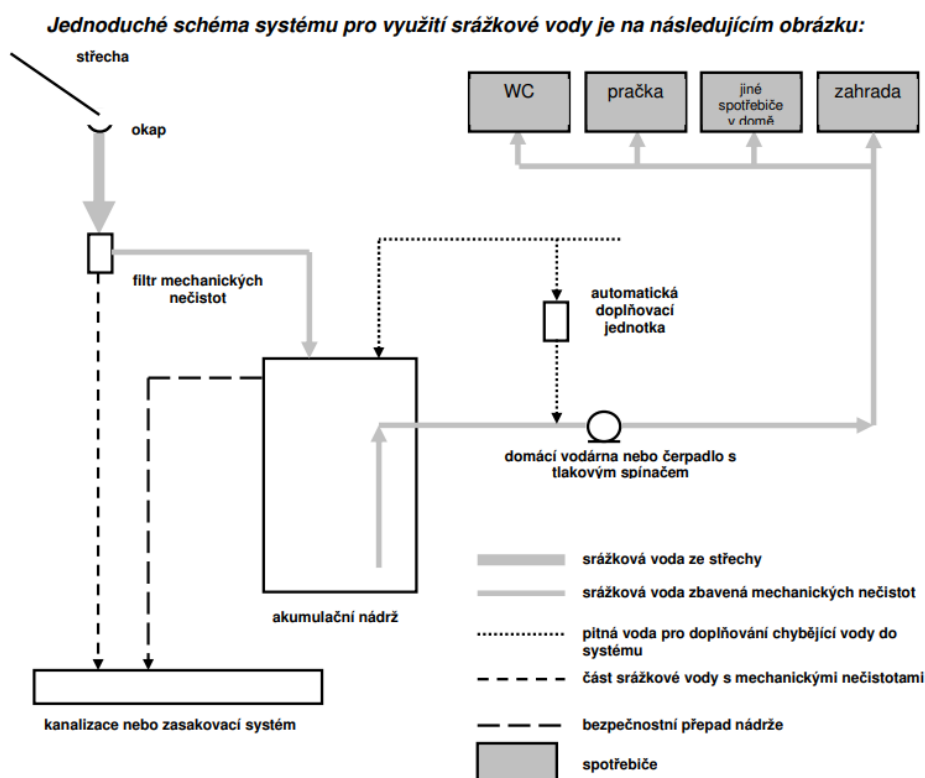 Jednoduché schéma systému pro využití srážkové vody je na následujícím obrázku:
střecha
okap
WC
pračka
jiné
spotřebiče
v domě
zahrada
filtr mechanických
nečistot
automatická
doplňovací
jednotka
domácí vodárna nebo čerpadlo s
tlakovým spínačem
akumulační nádrž
kanalizace nebo zasakovací systém
srážková voda ze střechy
srážková voda zbavená mechanických nečistot
pitná voda pro doplňování chybějící vody do
systému
část srážkové vody s mechanickými nečistotami
bezpečnostní přepad nádrže
spotřebiče